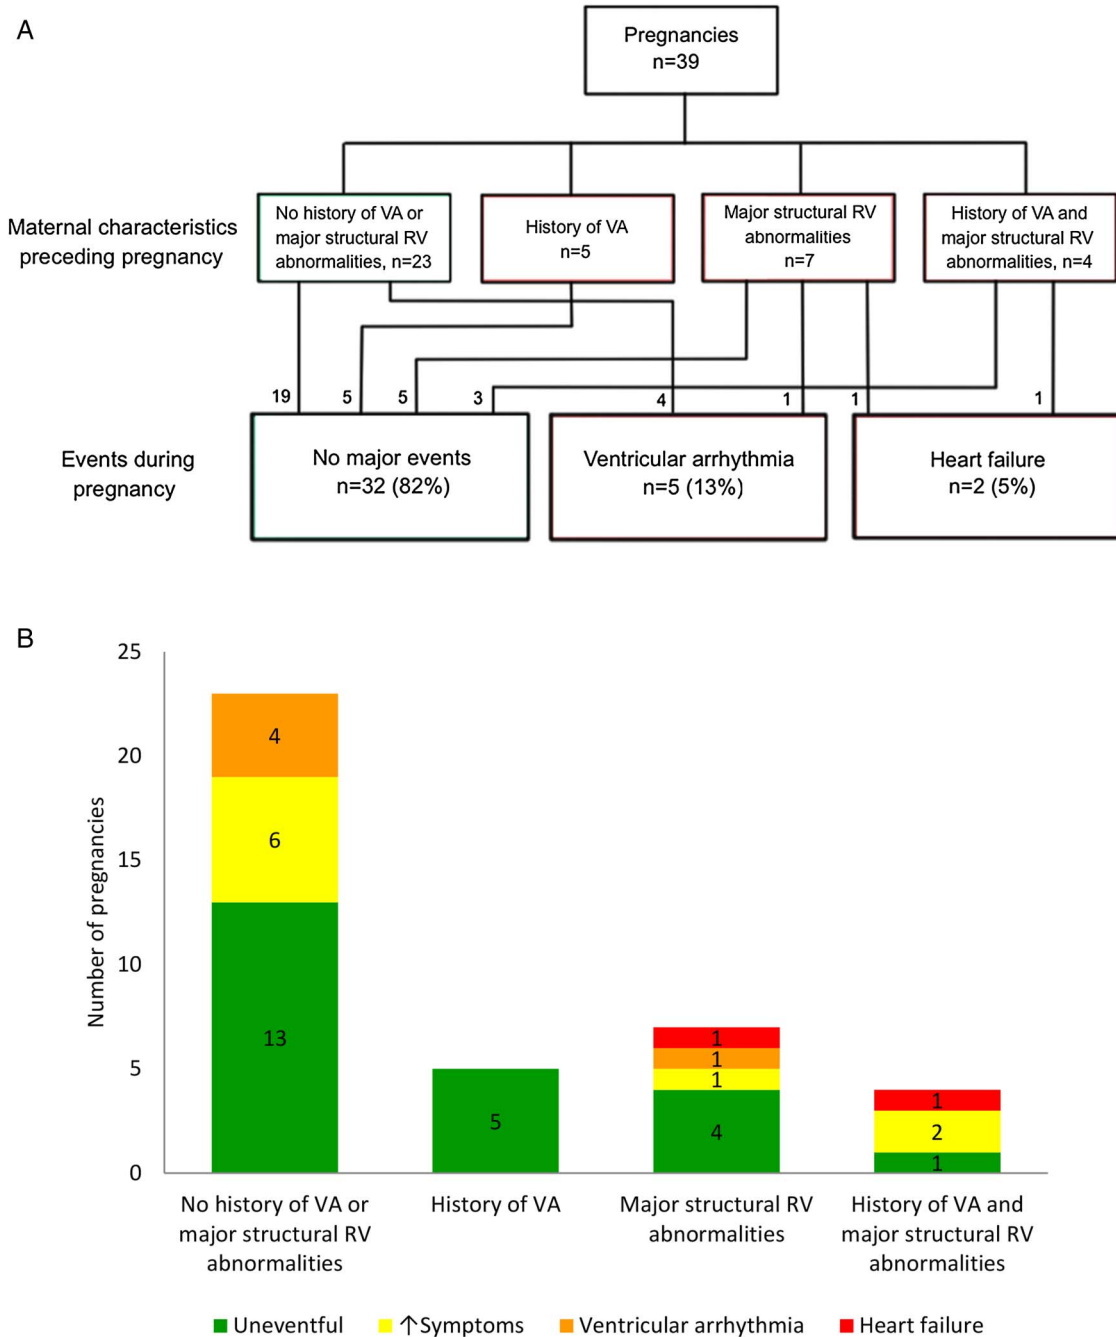 A
Pregnancies
n=39
Maternal characteristics
preceding pregnancy
No history of VA or
major structural RV
abnormalities, n=23
History of VA
n=5
Major structural RV
abnormalities
n=7
History of VA and
major structural RV
abnormalities, n=4
19
5
5
3
4
1
1
1
Events during
pregnancy
No major events
n=32 (82%)
Ventricular arrhythmia
n=5 (13%)
Heart failure
n=2 (5%)
B
Number of pregnancies
25
20
15
10
5
0
4
6
13
5
1
1
1
4
1
2
1
No history of VA or
major structural RV
abnormalities
History of VA
Major structural RV
abnormalities
History of VA and
major structural RV
abnormalities
Uneventful
↑Symptoms
Ventricular arrhythmia
Heart failure